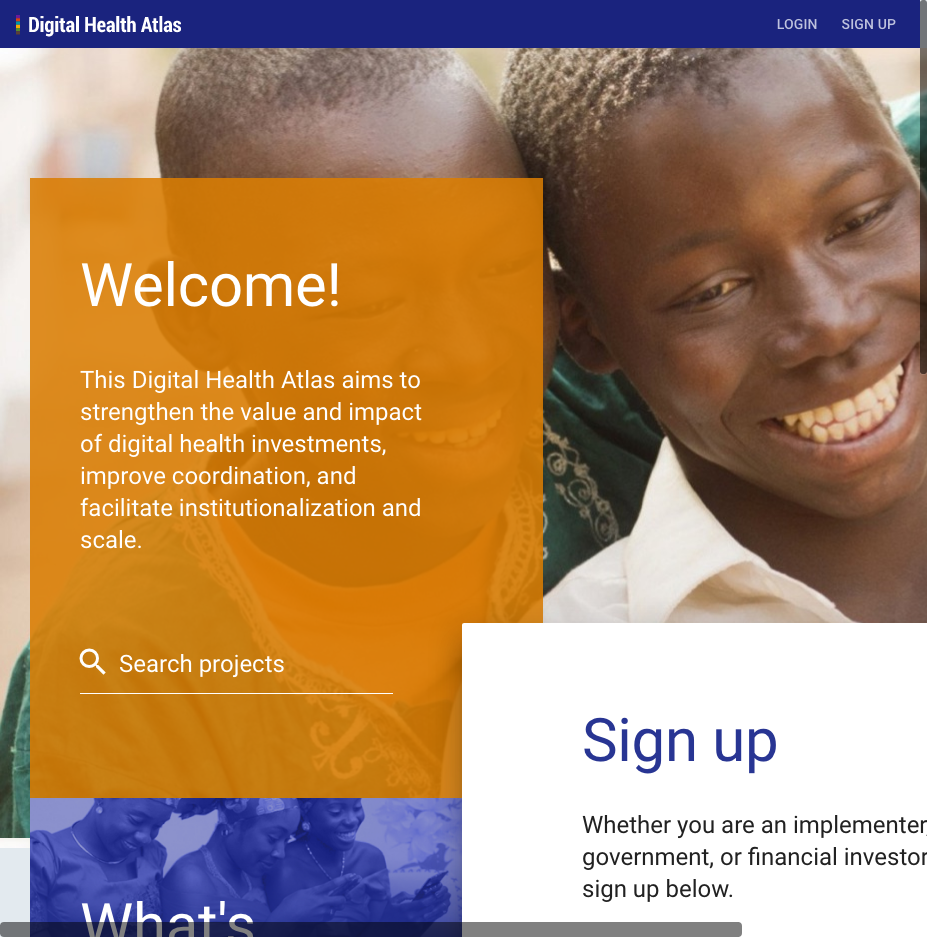 Digital Health Atlas
LOGIN SIGN UP
Welcome!
This Digital Health Atlas aims to
strengthen the value and impact
of digital health investments,
improve coordination, and
facilitate institutionalization and
scale.
Search projects
Sign up
Whether you are an implementer,
government, or financial investor
sign up below.
What's